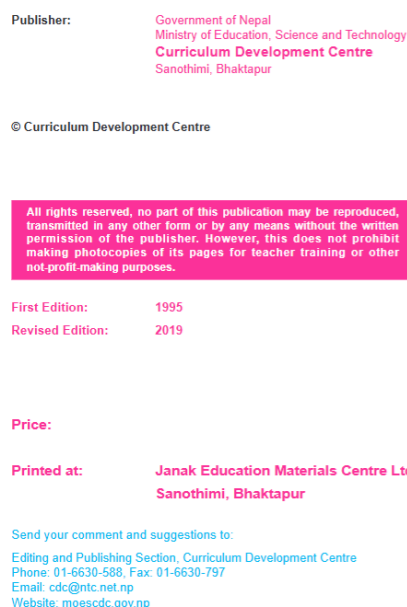 Publisher: Government of Nepal
Ministry of Education, Science and Technology
Curriculum Development Centre
Sanothimi, Bhaktapur
© Curriculum Development Centre
All rights reserved, no part of this publication may be reproduced,
transmitted in any other form or by any means without the written
permission of the publisher. However, this does not prohibit
making photocopies of its pages for teacher training or other
not-profit-making purposes.
First Edition: 1995
Revised Edition: 2019
Price:
Printed at: Janak Education Materials Centre Lt
Sanothimi, Bhaktapur
Send your comment and suggestions to:
Editing and Publishing Section, Curriculum Development Centre
Phone: 01-6630-588, Fax: 01-6630-797
Email: cdc@ntc.net.np
Website: moescdc.gov.np